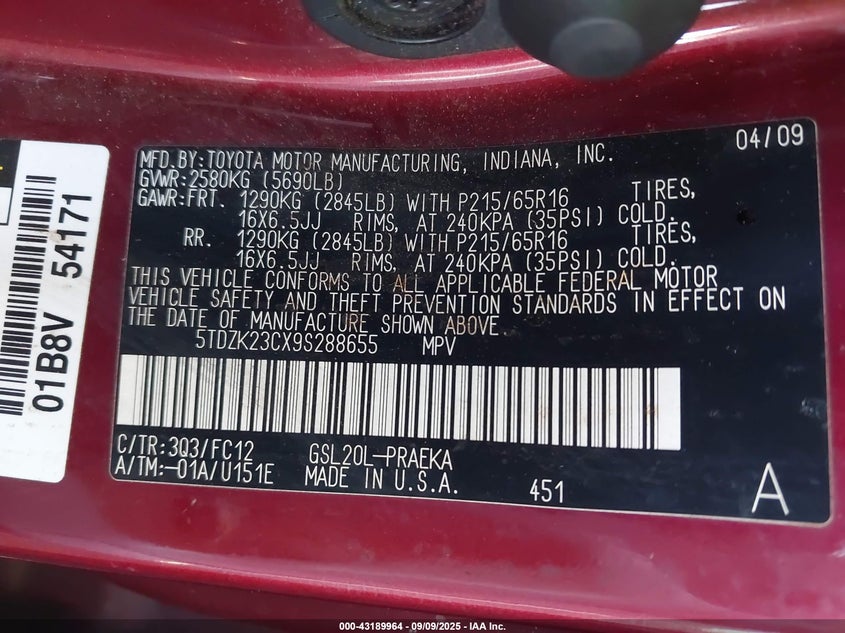 04/09
MFD.BY:TOYOTA MOTOR MANUFACTURING, INDIANA, INC.
GVWR:2580KG (5690LB)
GAWR:FRT. 1290KG (2845LB) WITH P215/65R16 TIRES,
16X6.5JJ RIMS, AT 240KPA (35PSI) COLD.
RR. 1290KG (2845LB) WITH P215/65R16 TIRES,
16X6.5JJ RIMS, AT 240KPA (35PSI) COLD.
THIS VEHICLE CONFORMS TO ALL APPLICABLE FEDERAL MOTOR
VEHICLE SAFETY AND THEFT PREVENTION STANDARDS IN EFFECT ON
THE DATE OF MANUFACTURE SHOWN ABOVE.
5TDZK23CX9S288655 MPV
C/TR:3Q3/FC12 GSL20L-PRAEKA
A/TM:-01A/U151E MADE IN U.S.A. 451 A
01B8V 54171
000-43189964 - 09/09/2025 - IAA Inc.